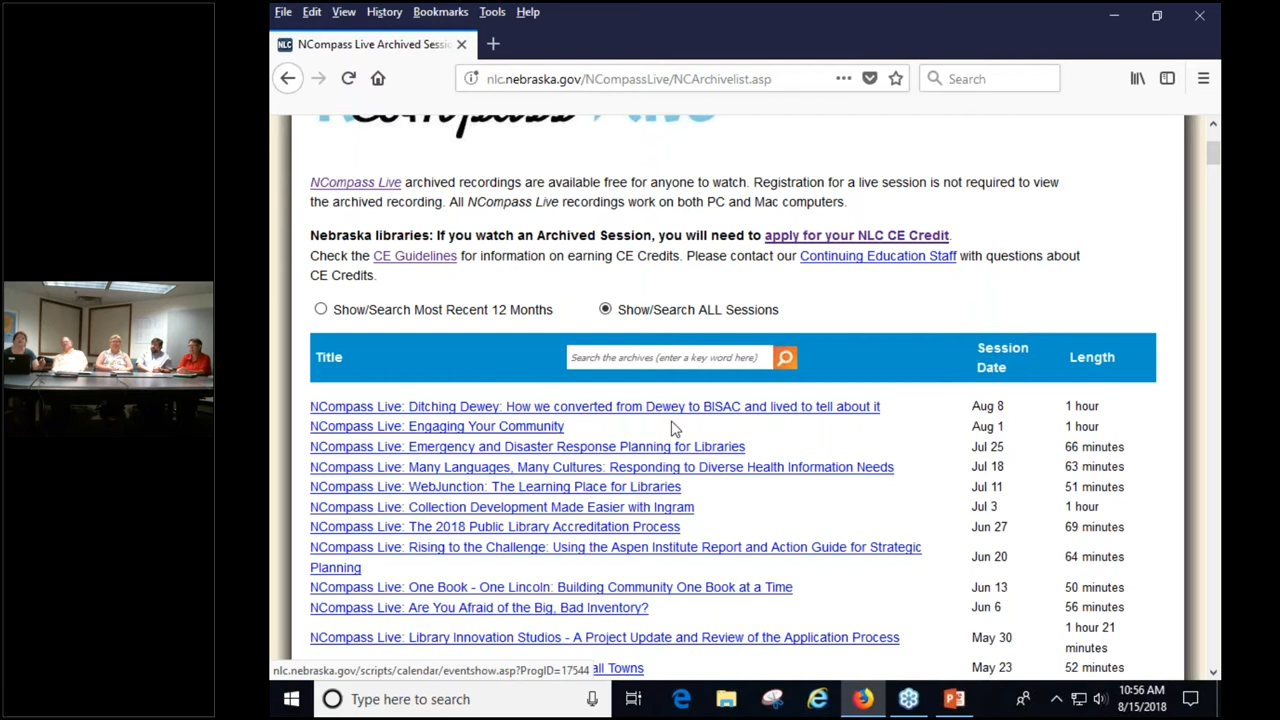 File Edit View History Bookmarks Tools Help
NLC NCompass Live Archived Sessi
nlc.nebraska.gov/NCompassLive/NCArchivelist.asp
Search
NCompass Live archived recordings are available free for anyone to watch. Registration for a live session is not required to view
the archived recording. All NCompass Live recordings work on both PC and Mac computers.
Nebraska libraries: If you watch an Archived Session, you will need to apply for your NLC CE Credit.
Check the CE Guidelines for information on earning CE Credits. Please contact our Continuing Education Staff with questions about
CE Credits.
Show/Search Most Recent 12 Months Show/Search ALL Sessions
Title Search the archives (enter a key word here) Session Date Length
NCompass Live: Ditching Dewey: How we converted from Dewey to BISAC and lived to tell about it Aug 8 1 hour
NCompass Live: Engaging Your Community Aug 1 1 hour
NCompass Live: Emergency and Disaster Response Planning for Libraries Jul 25 66 minutes
NCompass Live: Many Languages, Many Cultures: Responding to Diverse Health Information Needs Jul 18 63 minutes
NCompass Live: WebJunction: The Learning Place for Libraries Jul 11 51 minutes
NCompass Live: Collection Development Made Easier with Ingram Jul 3 1 hour
NCompass Live: The 2018 Public Library Accreditation Process Jun 27 69 minutes
NCompass Live: Rising to the Challenge: Using the Aspen Institute Report and Action Guide for Strategic
Planning Jun 20 64 minutes
NCompass Live: One Book - One Lincoln: Building Community One Book at a Time Jun 13 50 minutes
NCompass Live: Are You Afraid of the Big, Bad Inventory? Jun 6 56 minutes
NCompass Live: Library Innovation Studios - A Project Update and Review of the Application Process May 30 1 hour 21
minutes
nlc.nebraska.gov/scripts/calendar/eventshow.asp?ProgID=17544 all Towns May 23 52 minutes
Type here to search
10:56 AM
8/15/2018